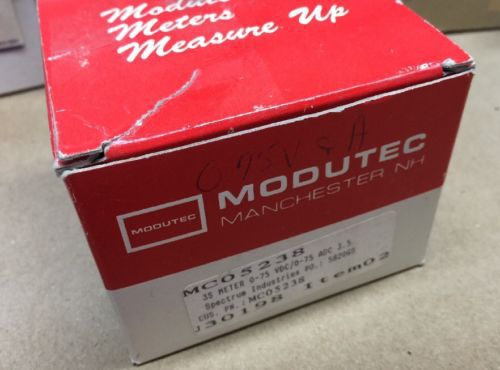 Modutec
Meters
Measure Up
0 75V & A
MODUTEC
MODUTEC
MANCHESTER NH
MC05238
3S METER 0-75 VDC/0-75 ADC 3.5
Spectrum Industries PO.:
CUS. PN.: MC05238
J30198 Item02